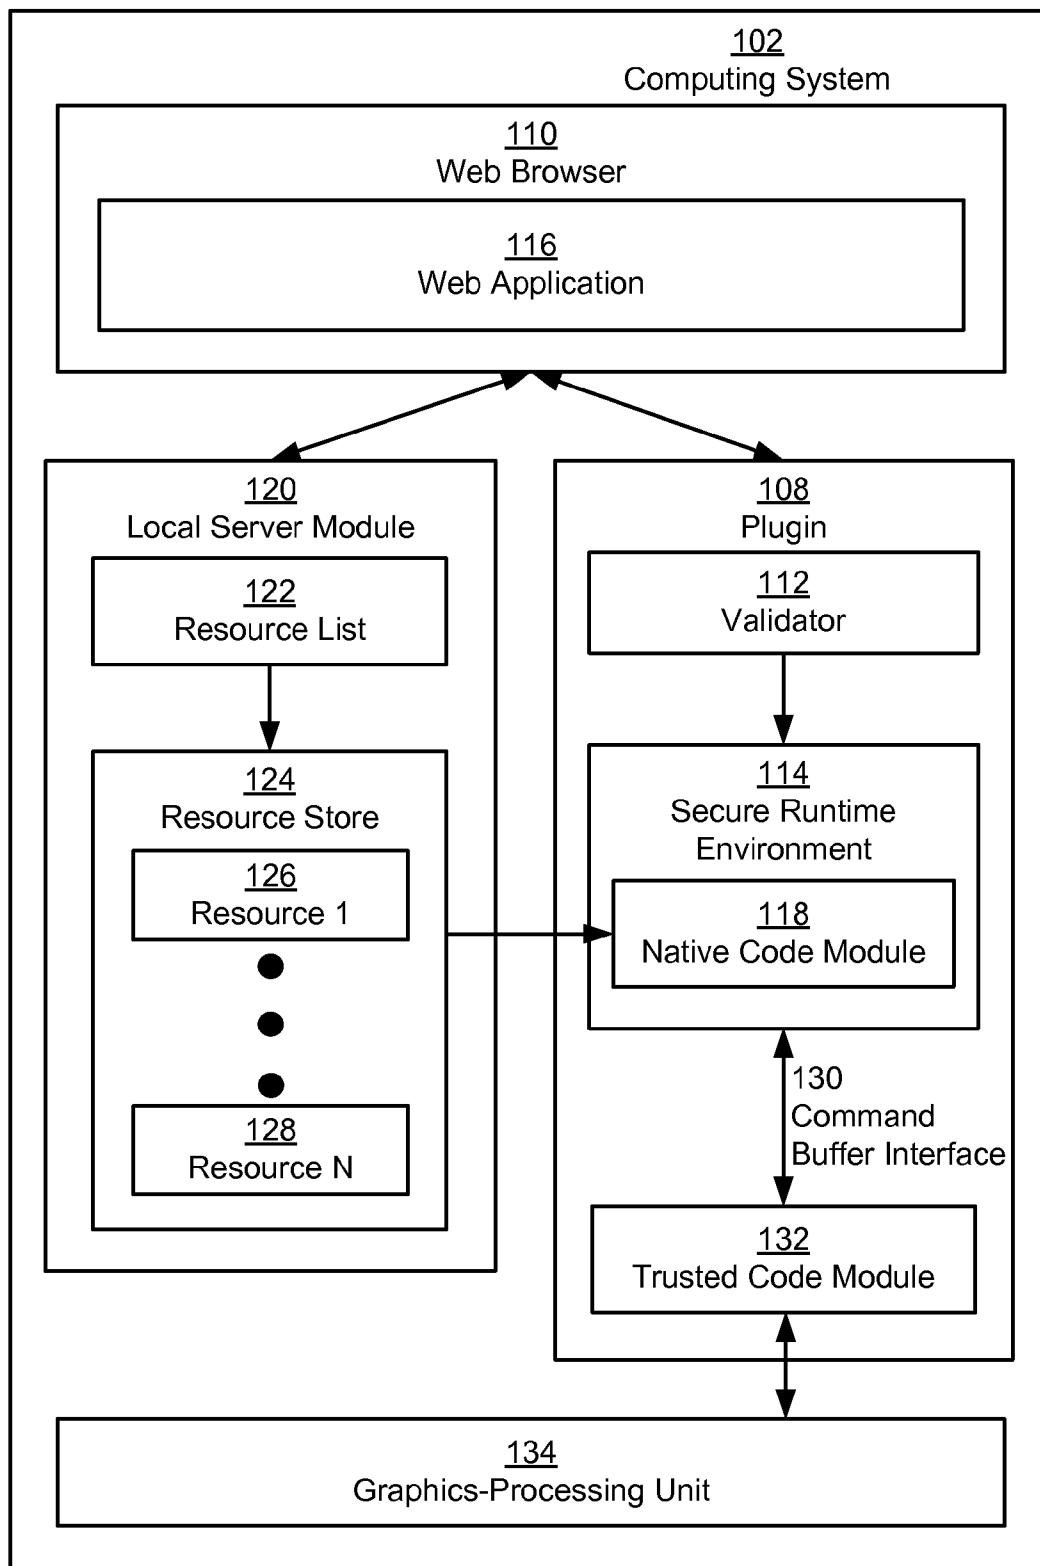 102
Computing System
110
Web Browser
116
Web Application
120
Local Server Module
122
Resource List
124
Resource Store
126
Resource 1
128
Resource N
108
Plugin
112
Validator
114
Secure Runtime
Environment
118
Native Code Module
130
Command
Buffer Interface
132
Trusted Code Module
134
Graphics-Processing Unit